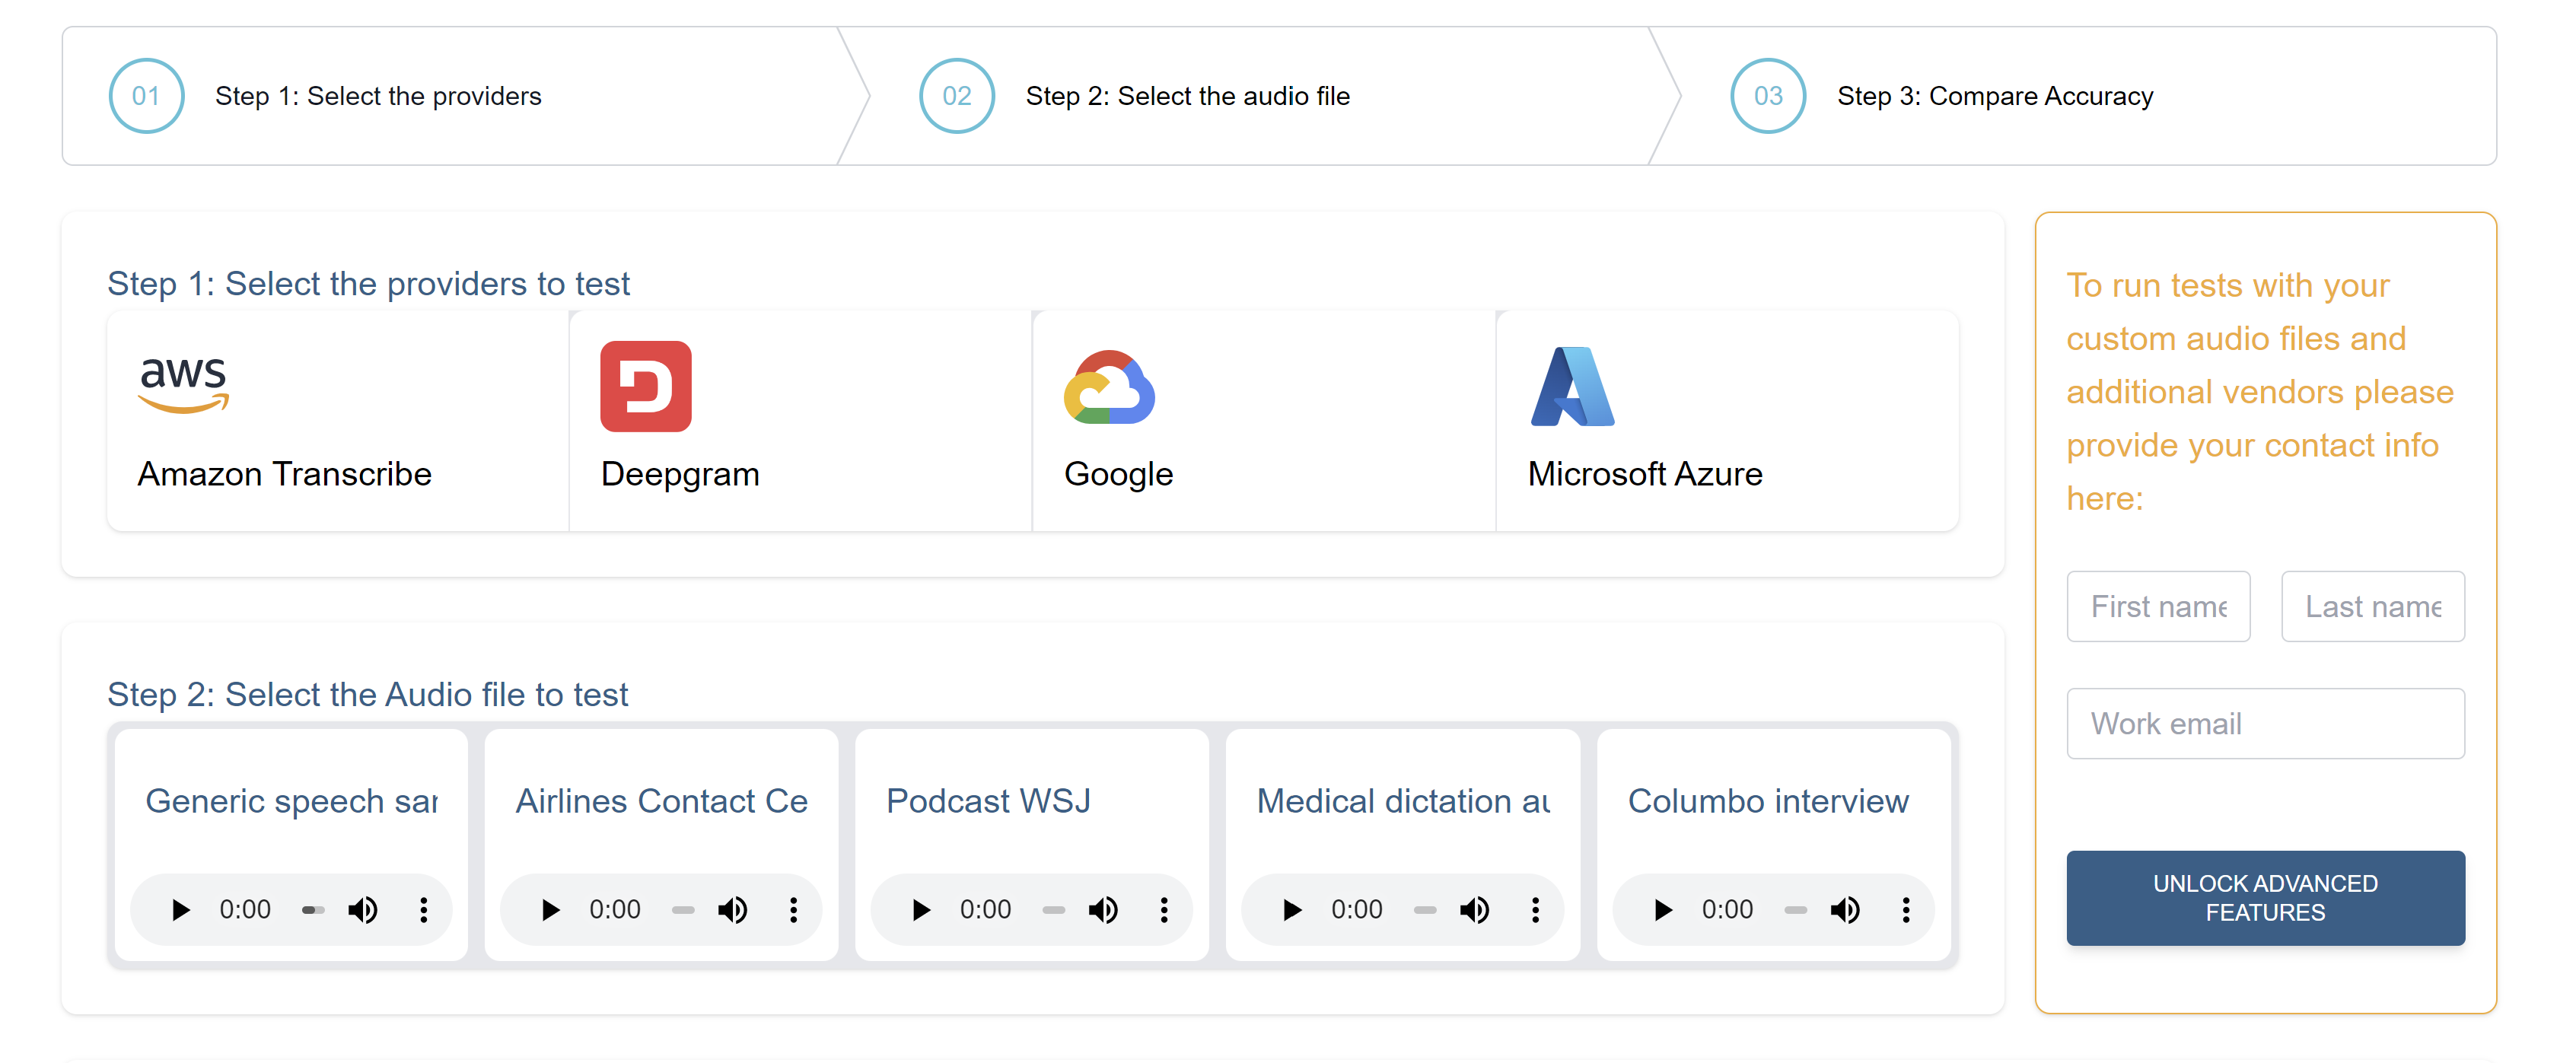 01 Step 1: Select the providers
02 Step 2: Select the audio file
03 Step 3: Compare Accuracy
Step 1: Select the providers to test
aws
Amazon Transcribe
Deepgram
Google
Microsoft Azure
Step 2: Select the Audio file to test
Generic speech
Airlines Contact Ce
Podcast WSJ
Medical dictation
Columbo interview
0:00
0:00
0:00
0:00
0:00
To run tests with your
custom audio files and
additional vendors please
provide your contact info
here:
First name
Last name
Work email
UNLOCK ADVANCED
FEATURES